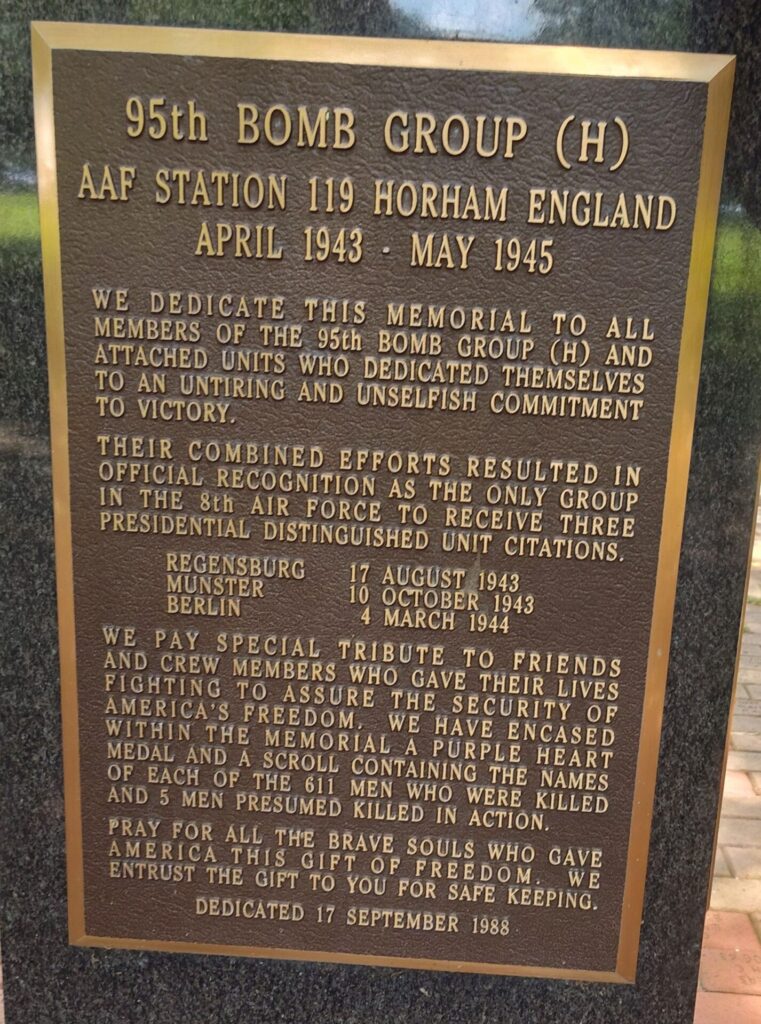 95th BOMB GROUP (H)
AAF STATION 119 HORHAM ENGLAND
APRIL 1943 · MAY 1945
WE DEDICATE THIS MEMORIAL TO ALL
MEMBERS OF THE 95th BOMB GROUP (H) AND
ATTACHED UNITS WHO DEDICATED THEMSELVES
TO AN UNTIRING AND UNSELFISH COMMITMENT
TO VICTORY.
THEIR COMBINED EFFORTS RESULTED IN
OFFICIAL RECOGNITION AS THE ONLY GROUP
IN THE 8th AIR FORCE TO RECEIVE THREE
PRESIDENTIAL DISTINGUISHED UNIT CITATIONS.
REGENSBURG 17 AUGUST 1943
MUNSTER 10 OCTOBER 1943
BERLIN 4 MARCH 1944
WE PAY SPECIAL TRIBUTE TO FRIENDS
AND CREW MEMBERS WHO GAVE THEIR LIVES
FIGHTING TO ASSURE THE SECURITY OF
AMERICA'S FREEDOM. WE HAVE ENCASED
WITHIN THE MEMORIAL A PURPLE HEART
MEDAL AND A SCROLL CONTAINING THE NAMES
OF EACH OF THE 611 MEN WHO WERE KILLED
AND 5 MEN PRESUMED KILLED IN ACTION.
PRAY FOR ALL THE BRAVE SOULS WHO GAVE
AMERICA THIS GIFT OF FREEDOM. WE
ENTRUST THE GIFT TO YOU FOR SAFE KEEPING.
DEDICATED 17 SEPTEMBER 1988